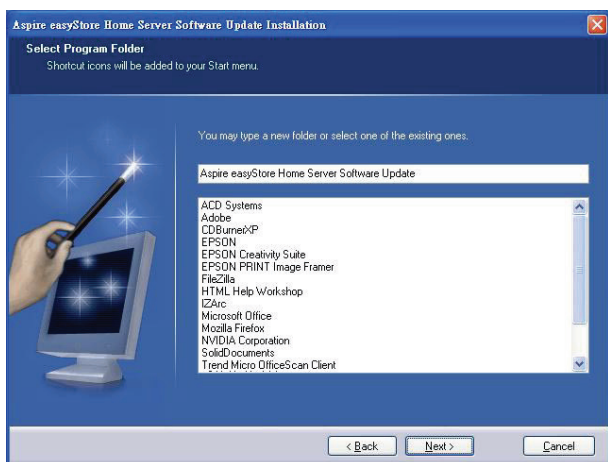 Aspire easyStore Home Server Software Update Installation
Select Program Folder
Shortcut icons will be added to your Start menu.
You may type a new folder or select one of the existing ones.
Aspire easyStore Home Server Software Update
ACD Systems
Adobe
CDBurnerXP
EPSON
EPSON Creativity Suite
EPSON PRINT Image Framer
FileZilla
HTML Help Workshop
IZArc
Microsoft Office
Mozilla Firefox
NVIDIA Corporation
SolidDocuments
Trend Micro OfficeScan Client
< Back
Next >
Cancel